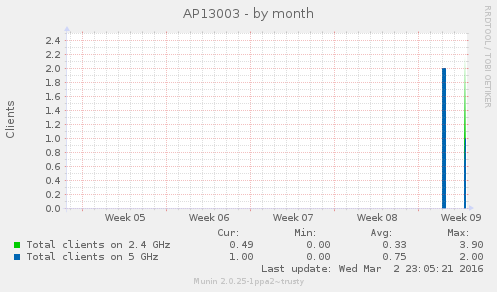 AP13003 - by month
RRDTOOL / TOBI OETIKER
Clients
2.4
2.2
2.0
1.8
1.6
1.4
1.2
1.0
0.8
0.6
0.4
0.2
0.0
Week 05 Week 06 Week 07 Week 08 Week 09
Cur: Min: Avg: Max:
Total clients on 2.4 GHz 0.49 0.00 0.33 3.90
Total clients on 5 GHz 1.00 0.00 0.75 2.00
Last update: Wed Mar 2 23:05:21 2016
Munin 2.0.25-1ppa2~trusty